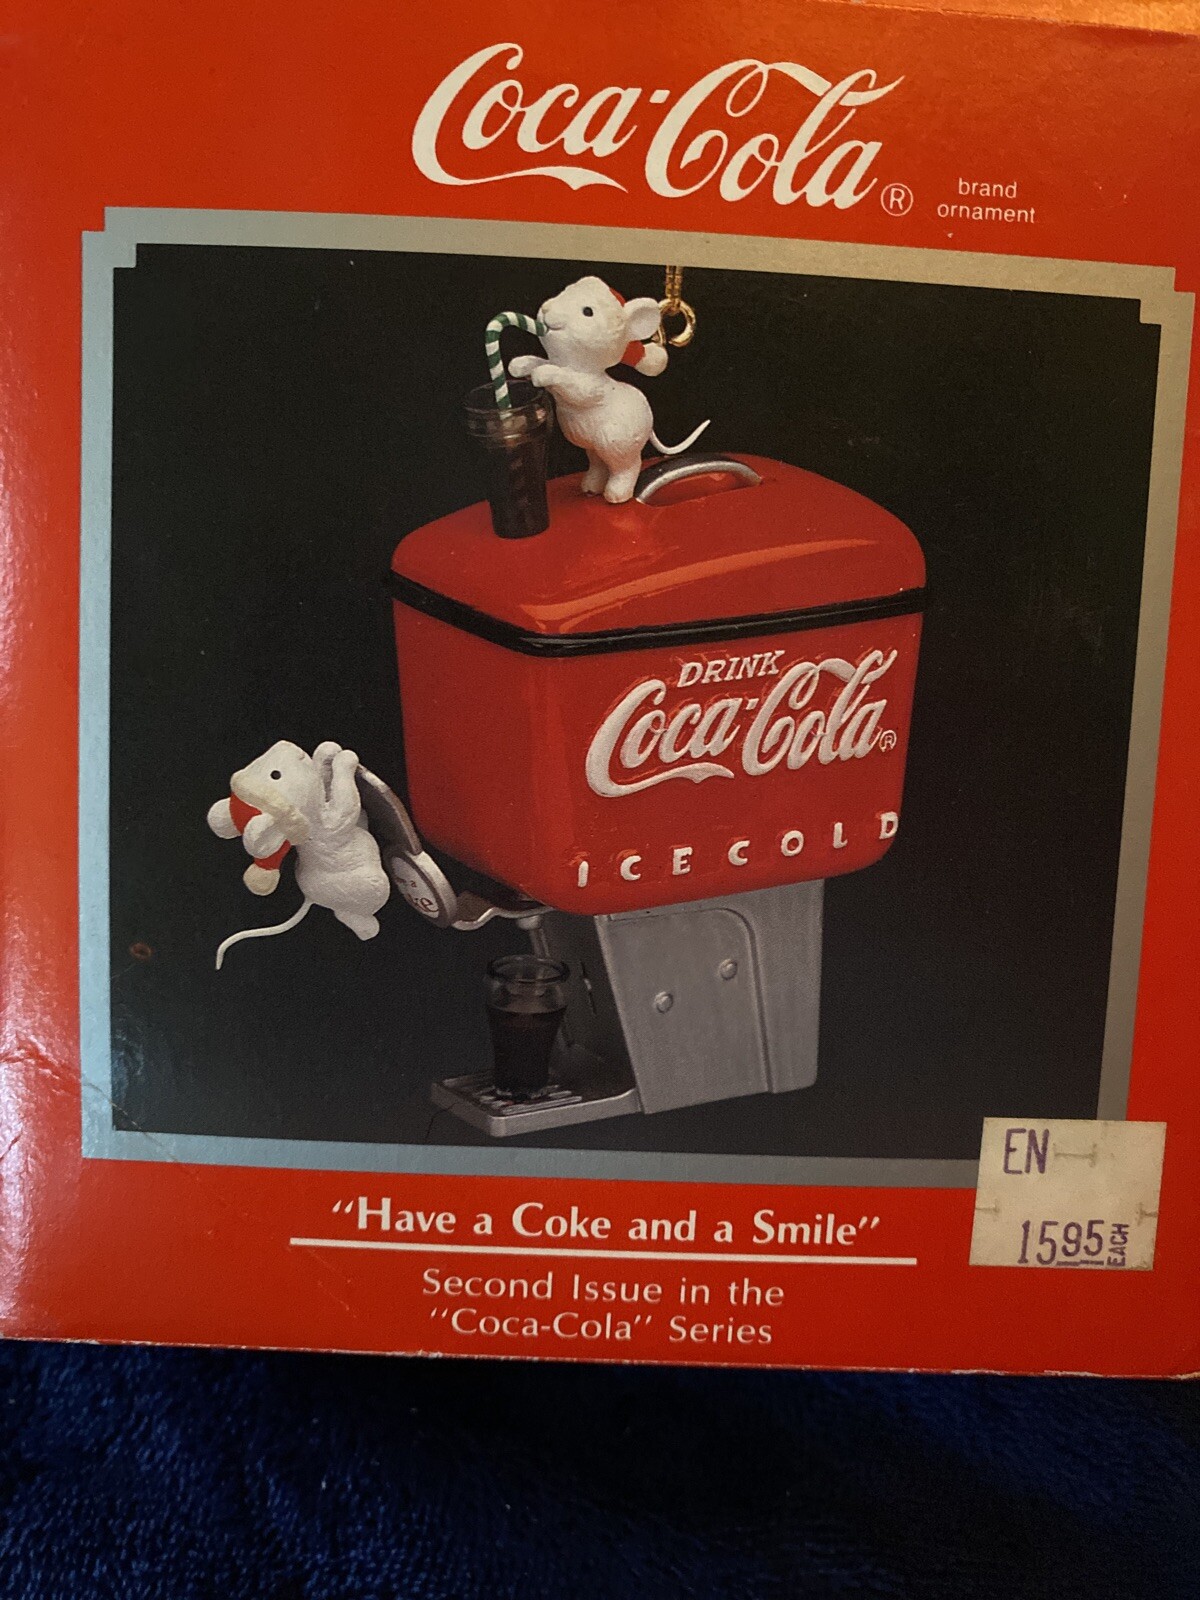 Coca-Cola®
brand
ornament
DRINK
Coca-Cola®
ICE COLD
"Have a Coke and a Smile"
Second Issue in the
"Coca-Cola" Series
EN
1595 EACH